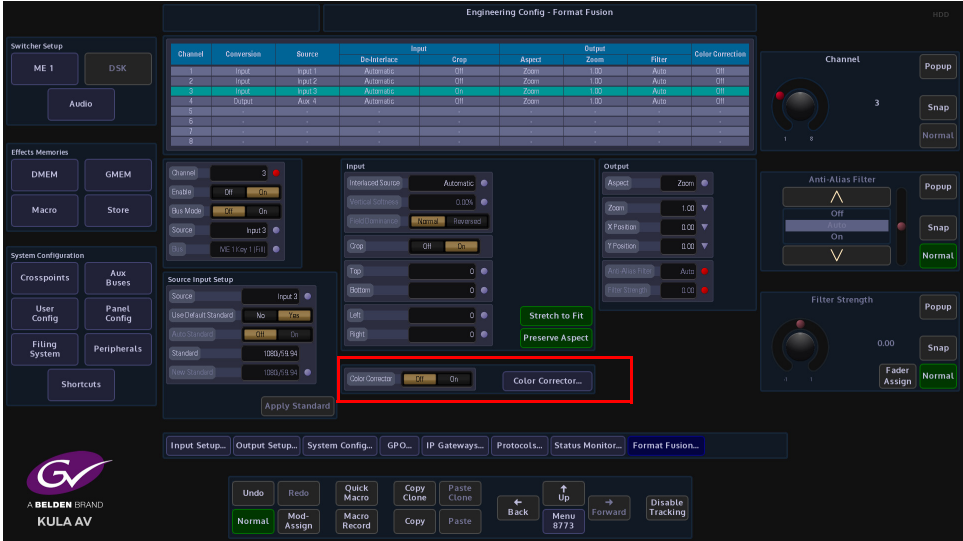 Engineering Config - Format Fusion
HDD
Switcher Setup
ME 1
DSK
Audio
Effects Memories
DMEM
GMEM
Macro
Store
System Configuration
Crosspoints
Aux Buses
User Config
Panel Config
Filing System
Peripherals
Shortcuts
Input Output
Channel Conversion Source De-Interlace Crop Aspect Zoom Filter Color Correction
1 Input Input 1 Automatic Off Zoom 1.00 Auto Off
2 Input Input 2 Automatic Off Zoom 1.00 Auto Off
3 Input Input 3 Automatic On Zoom 1.00 Auto Off
4 Output Aux 4 Automatic Off Zoom 1.00 Auto Off
5 - - - - - - - -
6 - - - - - - - -
7 - - - - - - - -
8 - - - - - - - -
Channel 3
Enable Off On
Bus Mode Off On
Source Input 3
Bus ME 1 Key 1 (Fill)
Source Input Setup
Source Input 3
Use Default Standard No Yes
Auto Standard Off On
Standard 1080i/59.94
New Standard 1080i/59.94
Apply Standard
Input
Interlaced Source Automatic
Vertical Softness 0.00%
Field Dominance Normal Reversed
Crop Off On
Top 0
Bottom 0
Left 0
Right 0
Stretch to Fit
Preserve Aspect
Color Corrector Off On
Color Corrector...
Output
Aspect Zoom
Zoom 1.00
X Position 0.00
Y Position 0.00
Anti-Alias Filter Auto
Filter Strength 0.00
Channel
3
1 8
Popup
Snap
Normal
Anti-Alias Filter
Off
Auto
On
Popup
Snap
Normal
Filter Strength
0.00
Popup
Snap
Fader Assign
Normal
Input Setup... Output Setup... System Config... GPO... IP Gateways... Protocols... Status Monitor... Format Fusion...
GV
A BELDEN BRAND
KULA AV
Undo
Redo
Quick Macro
Copy Clone
Paste Clone
Normal
Mod-Assign
Macro Record
Copy
Paste
Back
Up
Menu 8773
Forward
Disable Tracking